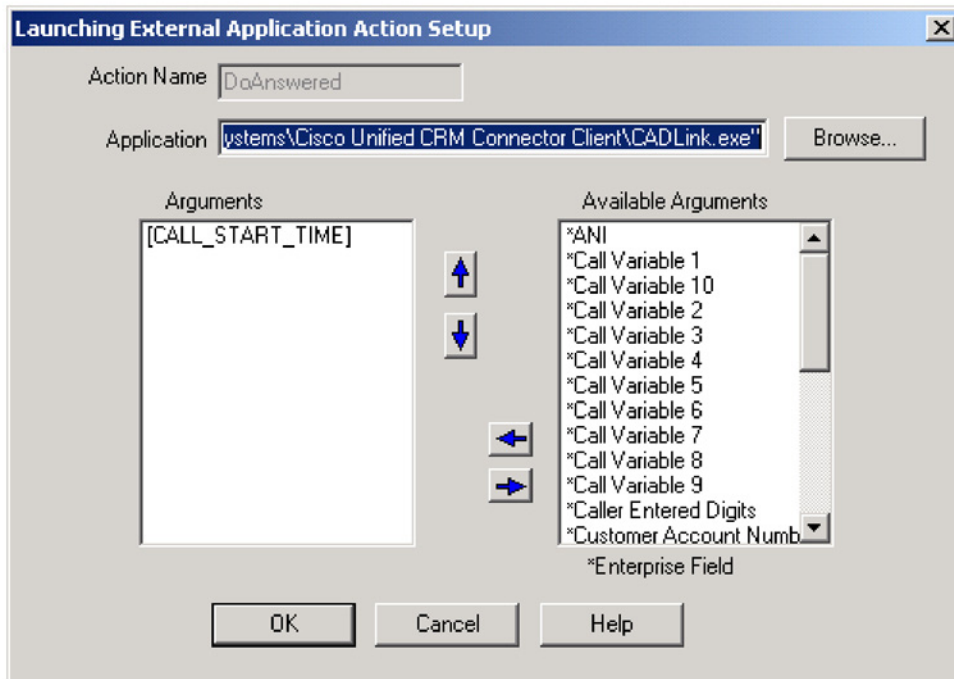 Launching External Application Action Setup
Action Name DoAnswered
Application ystems\Cisco Unified CRM Connector Client\CADLink.exe" Browse...
Arguments
[CALL_START_TIME]
Available Arguments
*ANI
*Call Variable 1
*Call Variable 10
*Call Variable 2
*Call Variable 3
*Call Variable 4
*Call Variable 5
*Call Variable 6
*Call Variable 7
*Call Variable 8
*Call Variable 9
*Caller Entered Digits
*Customer Account Numb
*Enterprise Field
OK Cancel Help